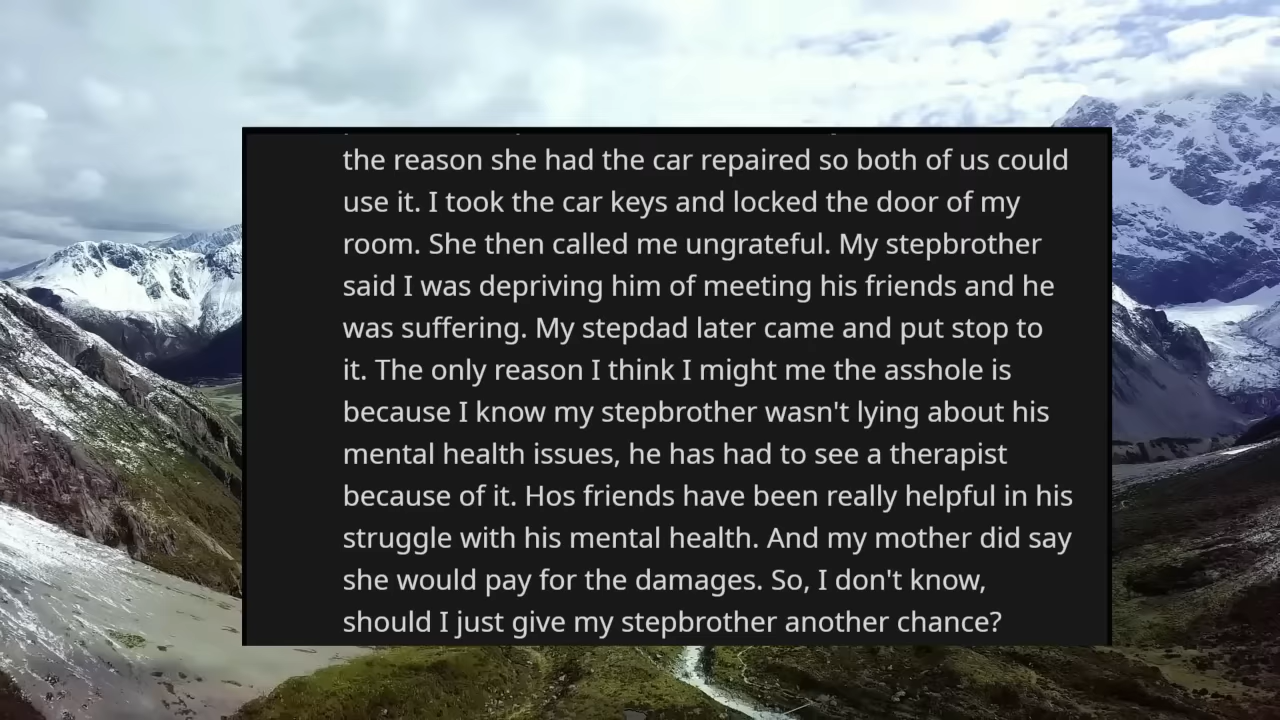 the reason she had the car repaired so both of us could
use it. I took the car keys and locked the door of my
room. She then called me ungrateful. My stepbrother
said I was depriving him of meeting his friends and he
was suffering. My stepdad later came and put stop to
it. The only reason I think I might me the asshole is
because I know my stepbrother wasn't lying about his
mental health issues, he has had to see a therapist
because of it. Hos friends have been really helpful in his
struggle with his mental health. And my mother did say
she would pay for the damages. So, I don't know,
should I just give my stepbrother another chance?